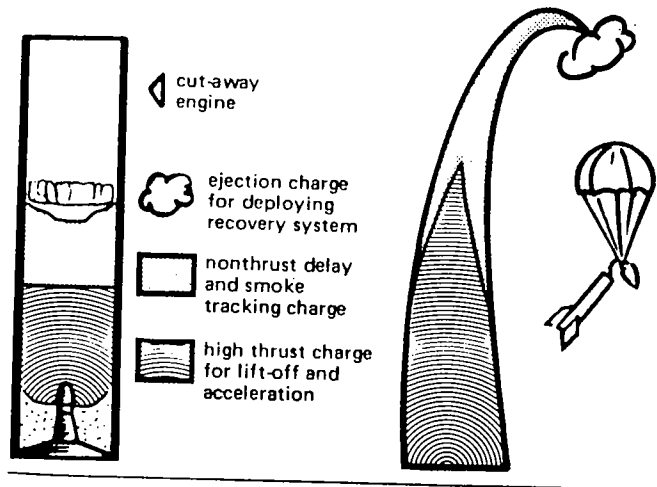 cut-away
engine
ejection charge
for deploying
recovery system
nonthrust delay
and smoke
tracking charge
high thrust charge
for lift-off and
acceleration